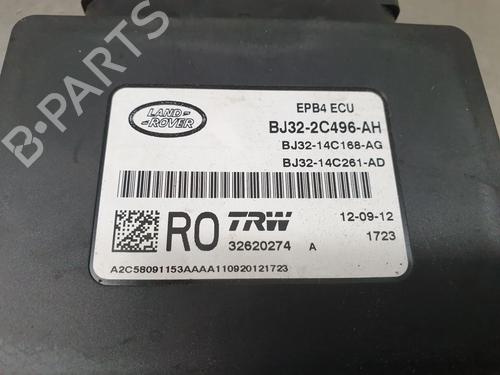 LAND
ROVER
EPB4 ECU
BJ32-2C496-AH
BJ32-14C168-AG
BJ32-14C261-AD
RO TRW 12-09-12
32620274 A 1723
A2C58091153AAAA110920121723
B-PARTS